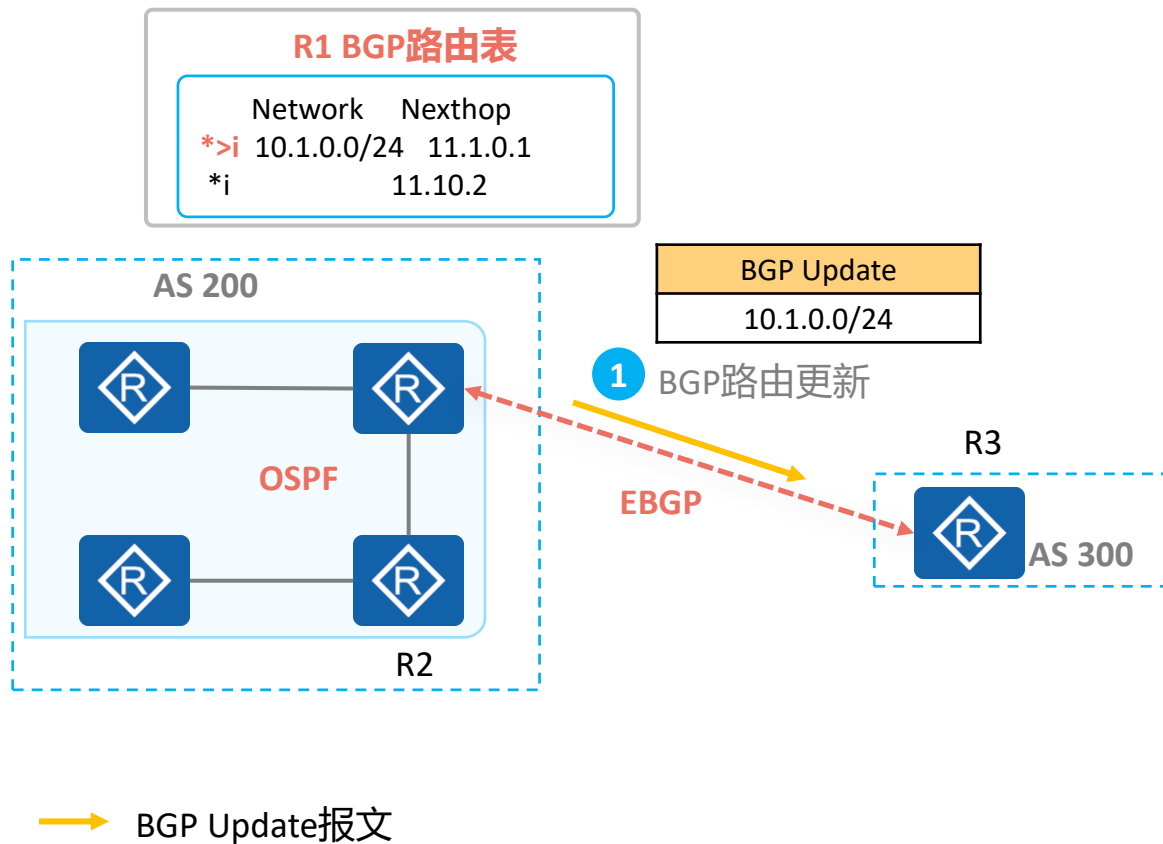 R1 BGP路由表
Network Nexthop
*>i 10.1.0.0/24 11.1.0.1
*i 11.10.2
BGP Update
10.1.0.0/24
AS 200
1 BGP路由更新
R
R
R3
OSPF
EBGP
R
AS 300
R
R
R2
BGP Update报文